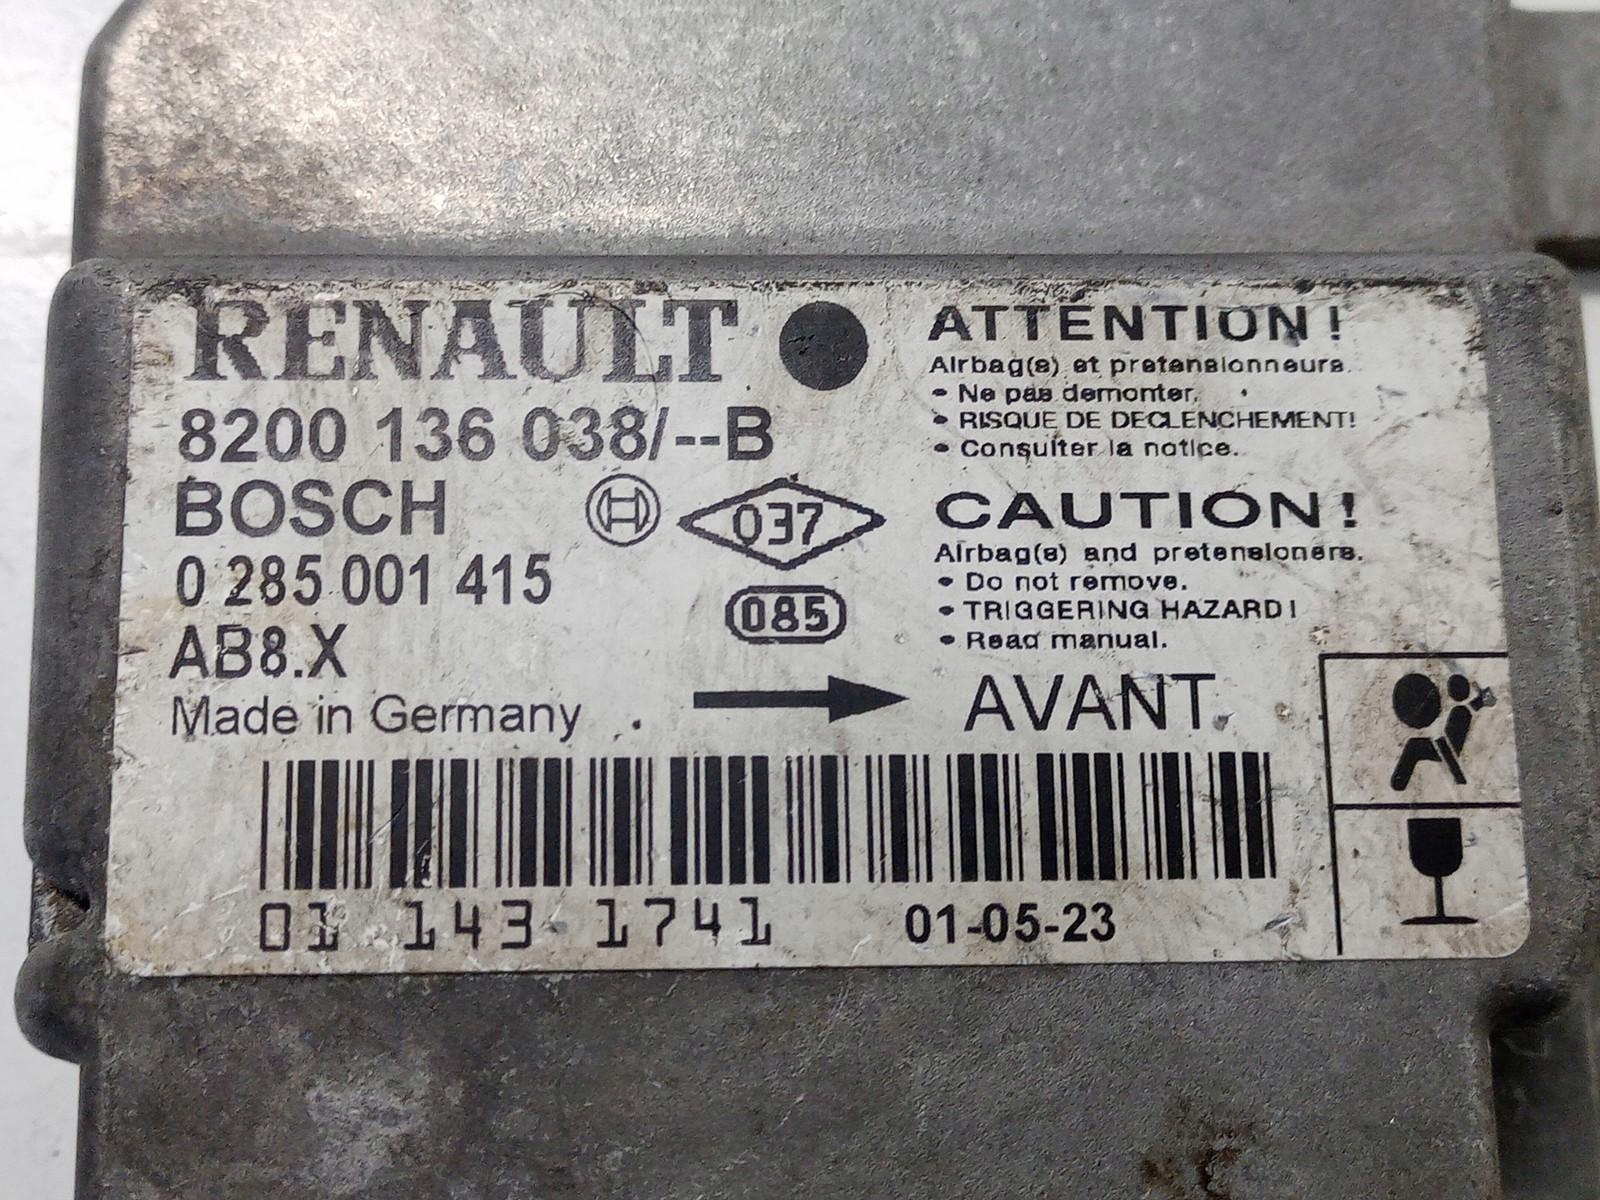 RENAULT
8200 136 038/--B
BOSCH
037
0 285 001 415
085
AB8.X
Made in Germany
ATTENTION!
Airbag(s) et pretensionneurs.
• Ne pas demonter.
• RISQUE DE DECLENCHEMENT!
• Consulter la notice.
CAUTION!
Airbag(s) and pretensioners.
• Do not remove.
• TRIGGERING HAZARD!
• Read manual.
AVANT
01 143 1741
01-05-23